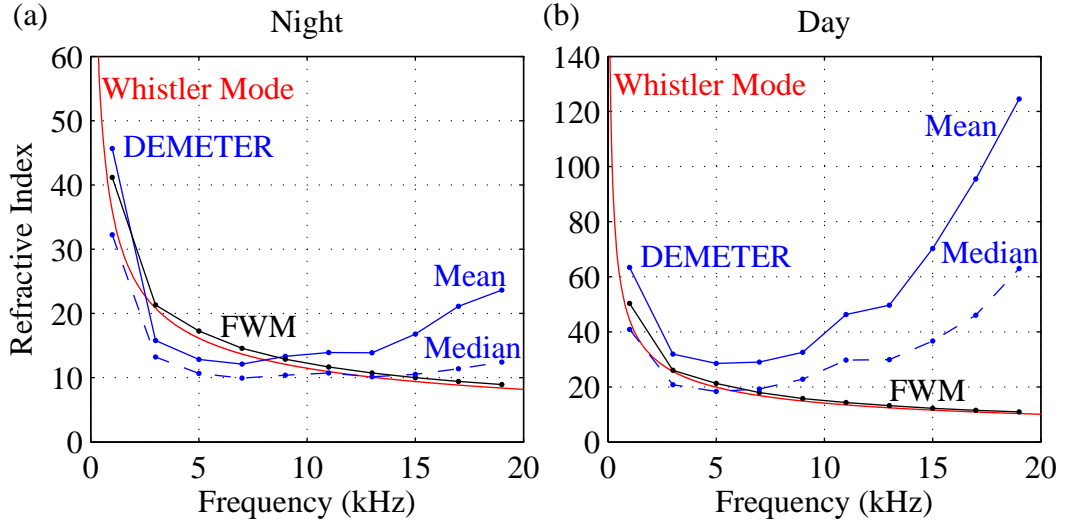 (a)
Night
60
50
40
30
20
10
0
Refractive Index
Whistler Mode
DEMETER
FWM
Mean
Median
0
5
10
15
20
Frequency (kHz)
(b)
Day
140
120
100
80
60
40
20
0
Whistler Mode
Mean
DEMETER
Median
FWM
0
5
10
15
20
Frequency (kHz)